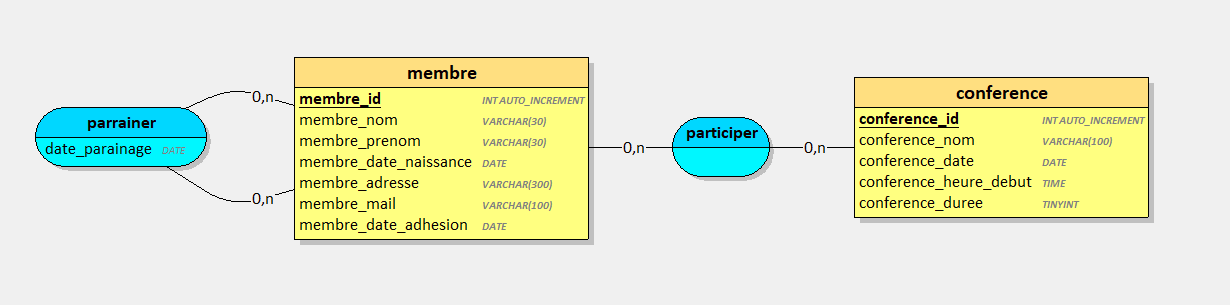 parrainer
date_parainage DATE
0,n
0,n
membre
membre_id INT AUTO_INCREMENT
membre_nom VARCHAR(30)
membre_prenom VARCHAR(30)
membre_date_naissance DATE
membre_adresse VARCHAR(300)
membre_mail VARCHAR(100)
membre_date_adhesion DATE
0,n
participer
0,n
conference
conference_id INT AUTO_INCREMENT
conference_nom VARCHAR(100)
conference_date DATE
conference_heure_debut TIME
conference_duree TINYINT